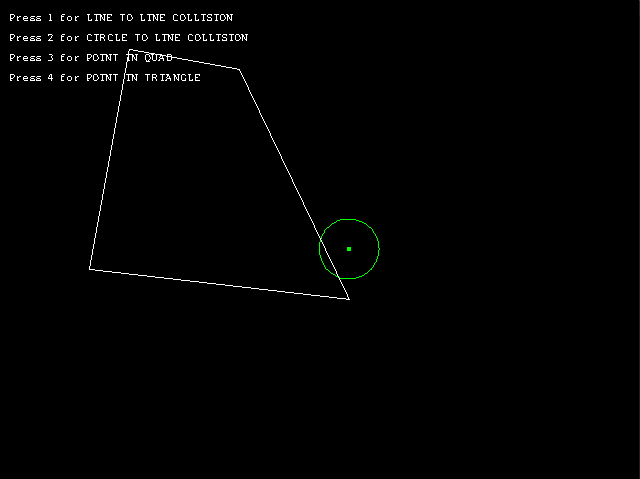 Press 1 for LINE TO LINE COLLISION
Press 2 for CIRCLE TO LINE COLLISION
Press 3 for POINT IN QUAD
Press 4 for POINT IN TRIANGLE